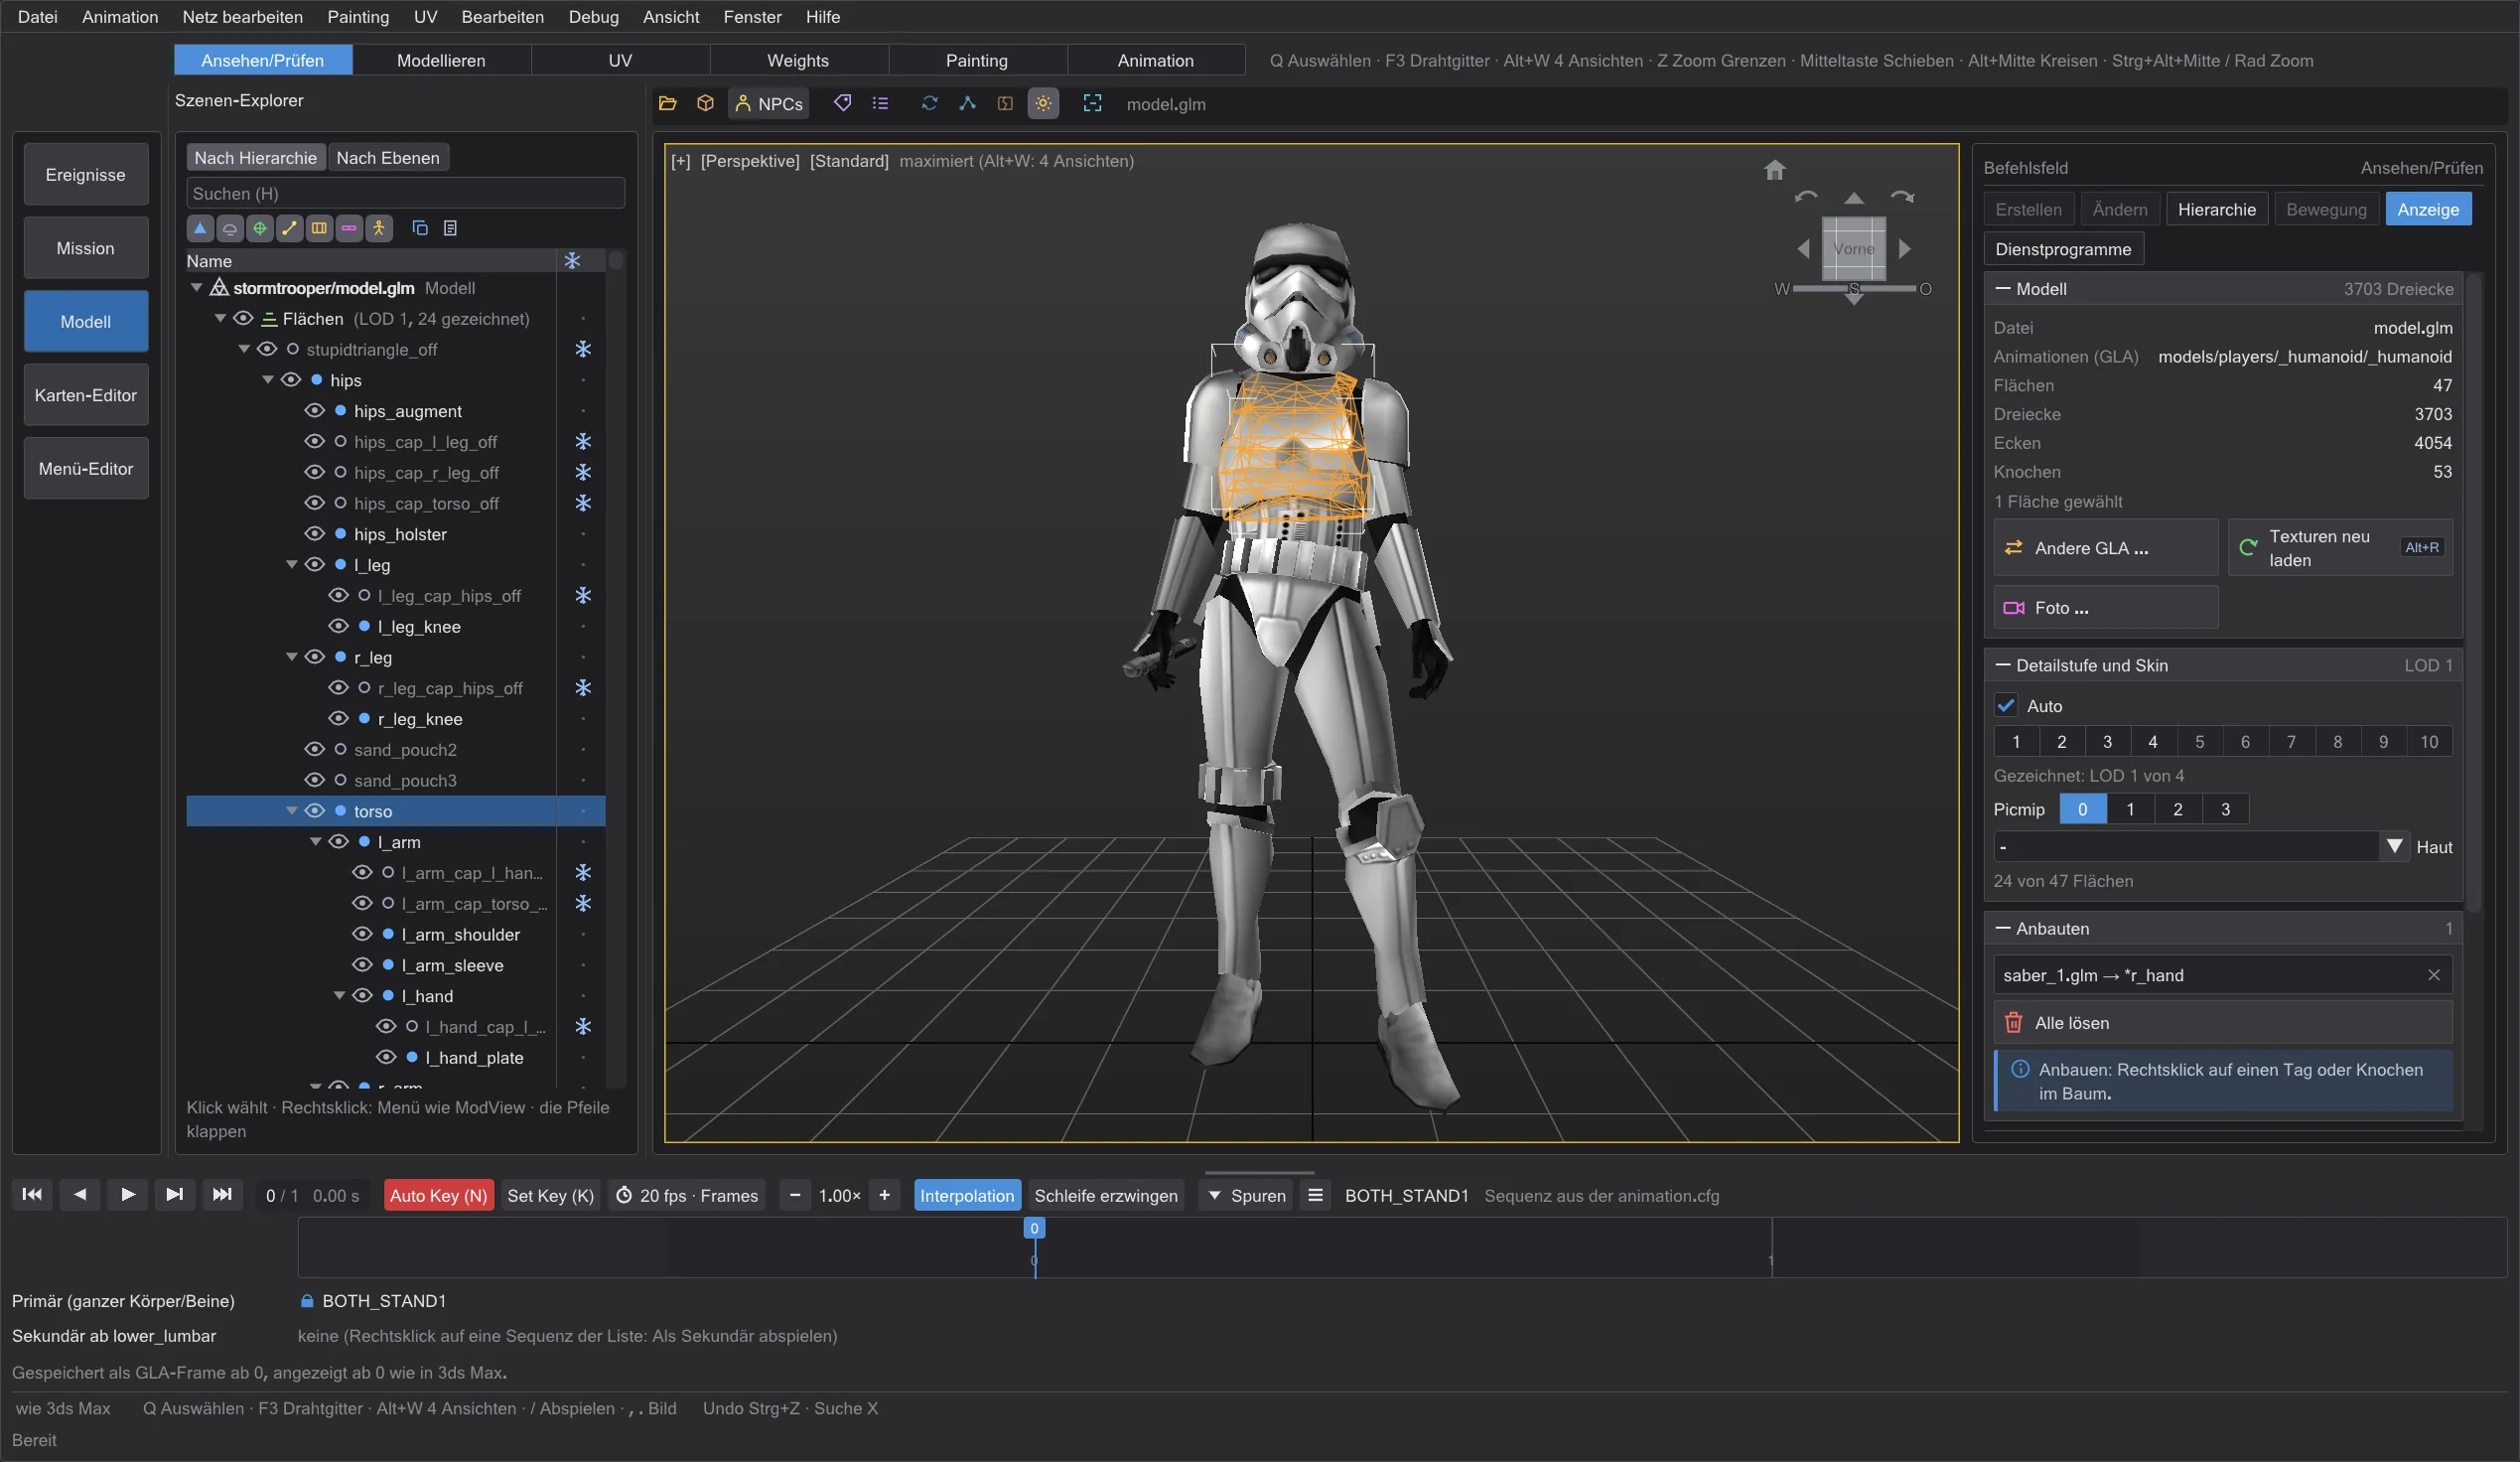 Datei Animation Netz bearbeiten Painting UV Bearbeiten Debug Ansicht Fenster Hilfe
Ansehen/Prüfen Modellieren UV Weights Painting Animation Q Auswählen · F3 Drahtgitter · Alt+W 4 Ansichten · Z Zoom Grenzen · Mitteltaste Schieben · Alt+Mitte Kreisen · Strg+Alt+Mitte / Rad Zoom
Szenen-Explorer
NPCs model.glm
Ereignisse
Mission
Modell
Karten-Editor
Menü-Editor
Nach Hierarchie Nach Ebenen
Suchen (H)
Name
stormtrooper/model.glm Modell
Flächen (LOD 1, 24 gezeichnet)
stupidtriangle_off
hips
hips_augment
hips_cap_l_leg_off
hips_cap_r_leg_off
hips_cap_torso_off
hips_holster
l_leg
l_leg_cap_hips_off
l_leg_knee
r_leg
r_leg_cap_hips_off
r_leg_knee
sand_pouch2
sand_pouch3
torso
l_arm
l_arm_cap_l_han...
l_arm_cap_torso_...
l_arm_shoulder
l_arm_sleeve
l_hand
l_hand_cap_l_...
l_hand_plate
r_arm
Klick wählt · Rechtsklick: Menü wie ModView · die Pfeile
klappen
[+] [Perspektive] [Standard] maximiert (Alt+W: 4 Ansichten)
Vorne
W S O
Befehlsfeld Ansehen/Prüfen
Erstellen Ändern Hierarchie Bewegung Anzeige
Dienstprogramme
Modell 3703 Dreiecke
Datei model.glm
Animationen (GLA) models/players/_humanoid/_humanoid
Flächen 47
Dreiecke 3703
Ecken 4054
Knochen 53
1 Fläche gewählt
Andere GLA ...
Texturen neu
laden
Alt+R
Foto ...
Detailstufe und Skin LOD 1
Auto
1 2 3 4 5 6 7 8 9 10
Gezeichnet: LOD 1 von 4
Picmip 0 1 2 3
- Haut
24 von 47 Flächen
Anbauten 1
saber_1.glm → *r_hand
Alle lösen
Anbauen: Rechtsklick auf einen Tag oder Knochen
im Baum.
0 / 1 0.00 s Auto Key (N) Set Key (K) 20 fps · Frames − 1.00× + Interpolation Schleife erzwingen Spuren BOTH_STAND1 Sequenz aus der animation.cfg
0
0 1
Primär (ganzer Körper/Beine) BOTH_STAND1
Sekundär ab lower_lumbar keine (Rechtsklick auf eine Sequenz der Liste: Als Sekundär abspielen)
Gespeichert als GLA-Frame ab 0, angezeigt ab 0 wie in 3ds Max.
wie 3ds Max Q Auswählen · F3 Drahtgitter · Alt+W 4 Ansichten · / Abspielen · , . Bild Undo Strg+Z · Suche X
Bereit